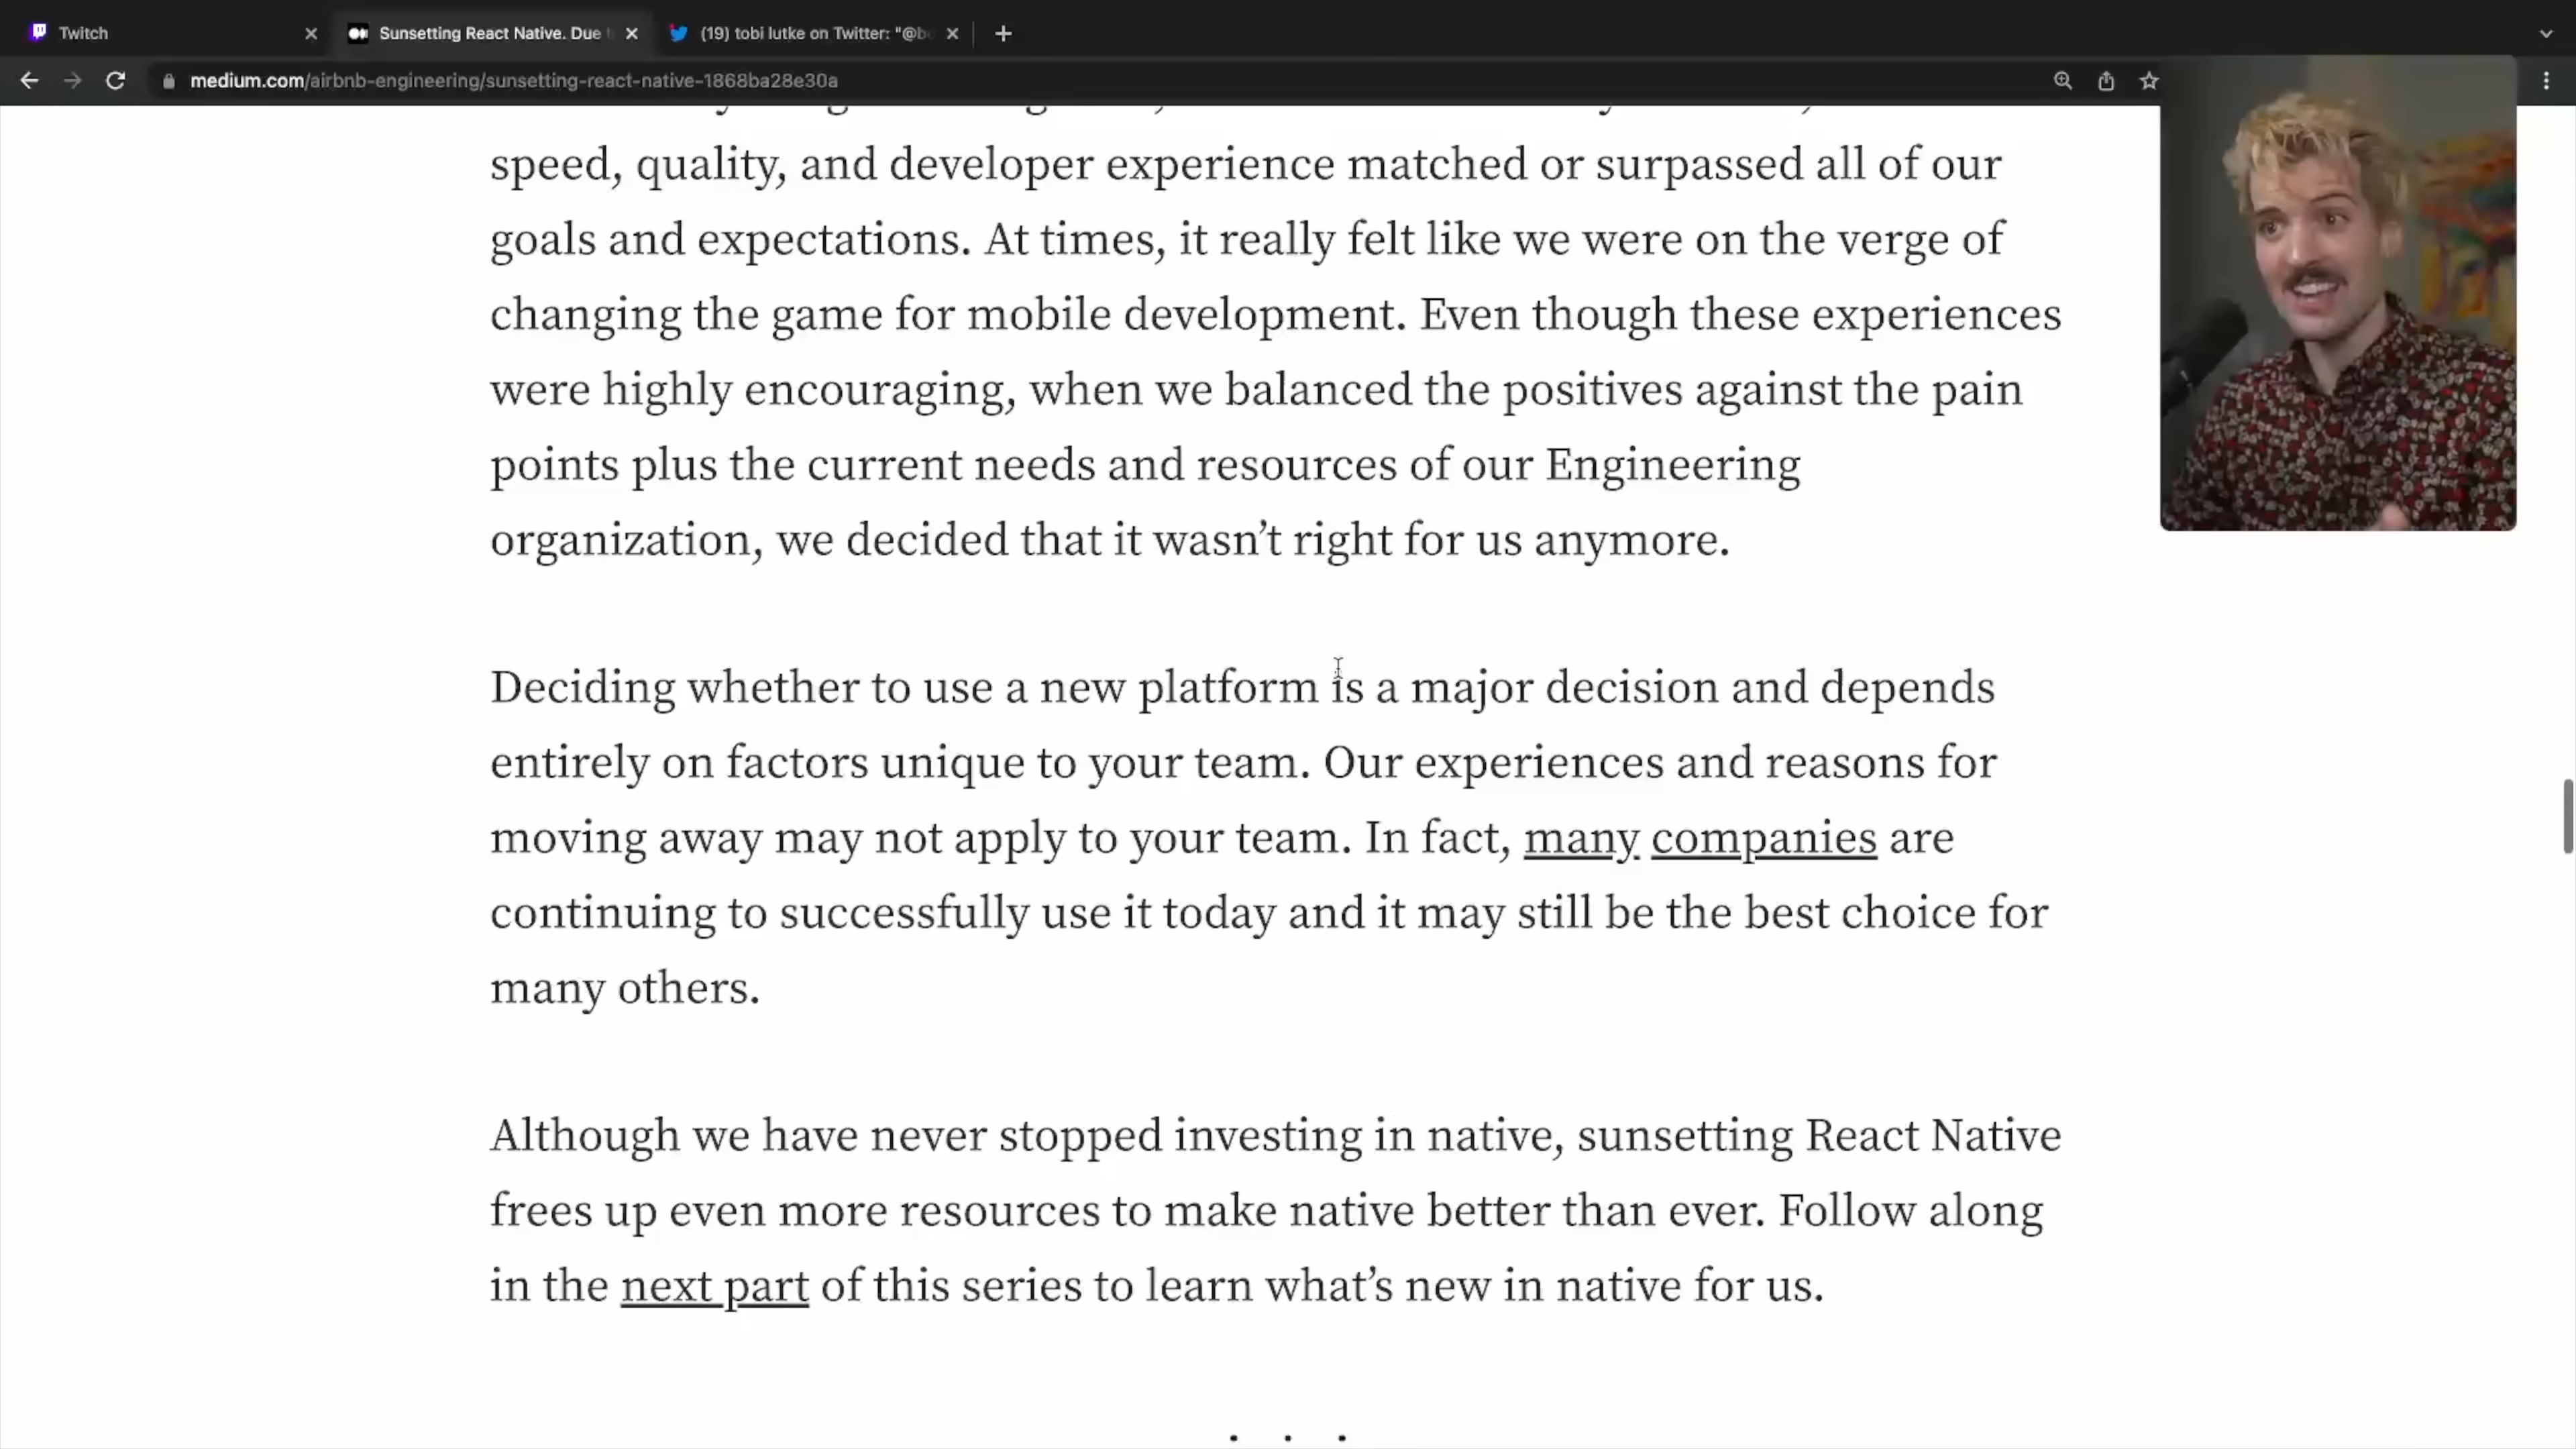 Twitch
Sunsetting React Native. Due
(19) tobi lutke on Twitter: "@b
medium.com/airbnb-engineering/sunsetting-react-native-1868ba28e30a
speed, quality, and developer experience matched or surpassed all of our
goals and expectations. At times, it really felt like we were on the verge of
changing the game for mobile development. Even though these experiences
were highly encouraging, when we balanced the positives against the pain
points plus the current needs and resources of our Engineering
organization, we decided that it wasn’t right for us anymore.
Deciding whether to use a new platform is a major decision and depends
entirely on factors unique to your team. Our experiences and reasons for
moving away may not apply to your team. In fact, many companies are
continuing to successfully use it today and it may still be the best choice for
many others.
Although we have never stopped investing in native, sunsetting React Native
frees up even more resources to make native better than ever. Follow along
in the next part of this series to learn what’s new in native for us.